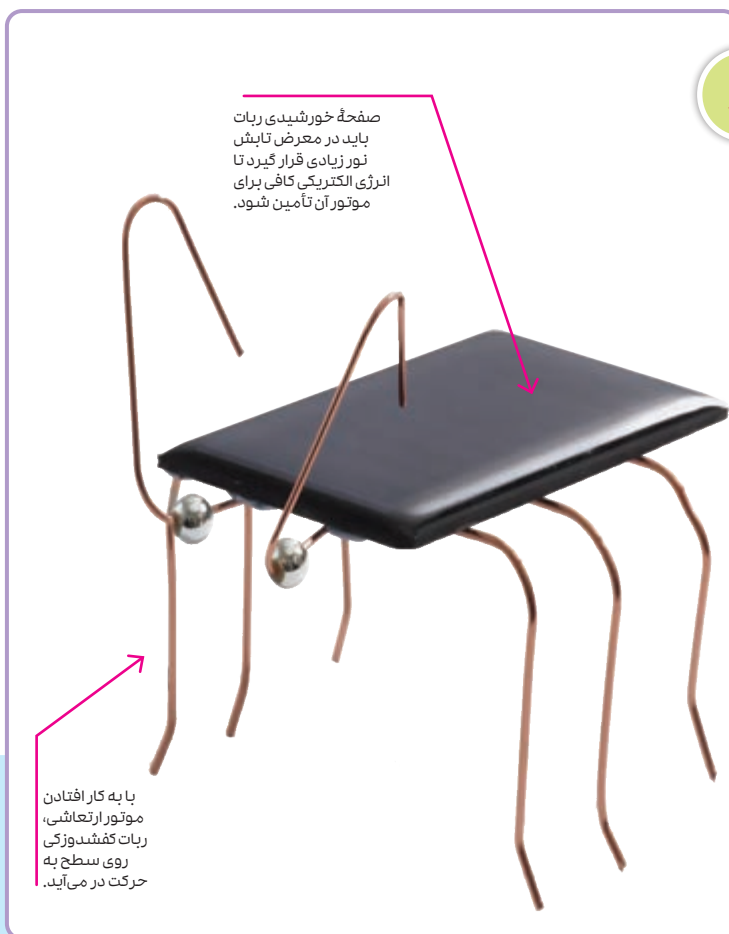 صفحۀ خورشیدی ربات
باید در معرض تابش
نور زیادی قرار گیرد تا
انرژی الکتریکی کافی برای
موتور آن تأمین شود.
با به کار افتادن
موتور ارتعاشی،
ربات کفشدوزکی
روی سطح به
حرکت در می‌آید.